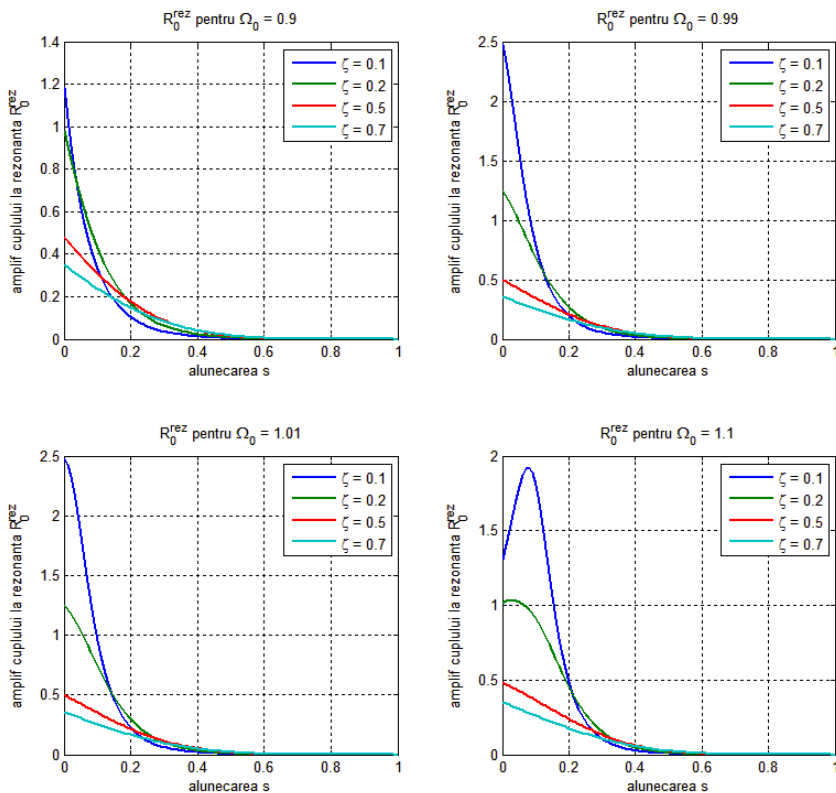 R₀ʳᵉᶻ pentru Ω₀ = 0.9
amplif cuplului la rezonanta R₀ʳᵉᶻ
1.4
1.2
1
0.8
0.6
0.4
0.2
0
ζ = 0.1
ζ = 0.2
ζ = 0.5
ζ = 0.7
0 0.2 0.4 0.6 0.8 1
alunecarea s
R₀ʳᵉᶻ pentru Ω₀ = 0.99
amplif cuplului la rezonanta R₀ʳᵉᶻ
2.5
2
1.5
1
0.5
0
ζ = 0.1
ζ = 0.2
ζ = 0.5
ζ = 0.7
0 0.2 0.4 0.6 0.8 1
alunecarea s
R₀ʳᵉᶻ pentru Ω₀ = 1.01
amplif cuplului la rezonanta R₀ʳᵉᶻ
2.5
2
1.5
1
0.5
0
ζ = 0.1
ζ = 0.2
ζ = 0.5
ζ = 0.7
0 0.2 0.4 0.6 0.8 1
alunecarea s
R₀ʳᵉᶻ pentru Ω₀ = 1.1
amplif cuplului la rezonanta R₀ʳᵉᶻ
2
1.5
1
0.5
0
ζ = 0.1
ζ = 0.2
ζ = 0.5
ζ = 0.7
0 0.2 0.4 0.6 0.8 1
alunecarea s